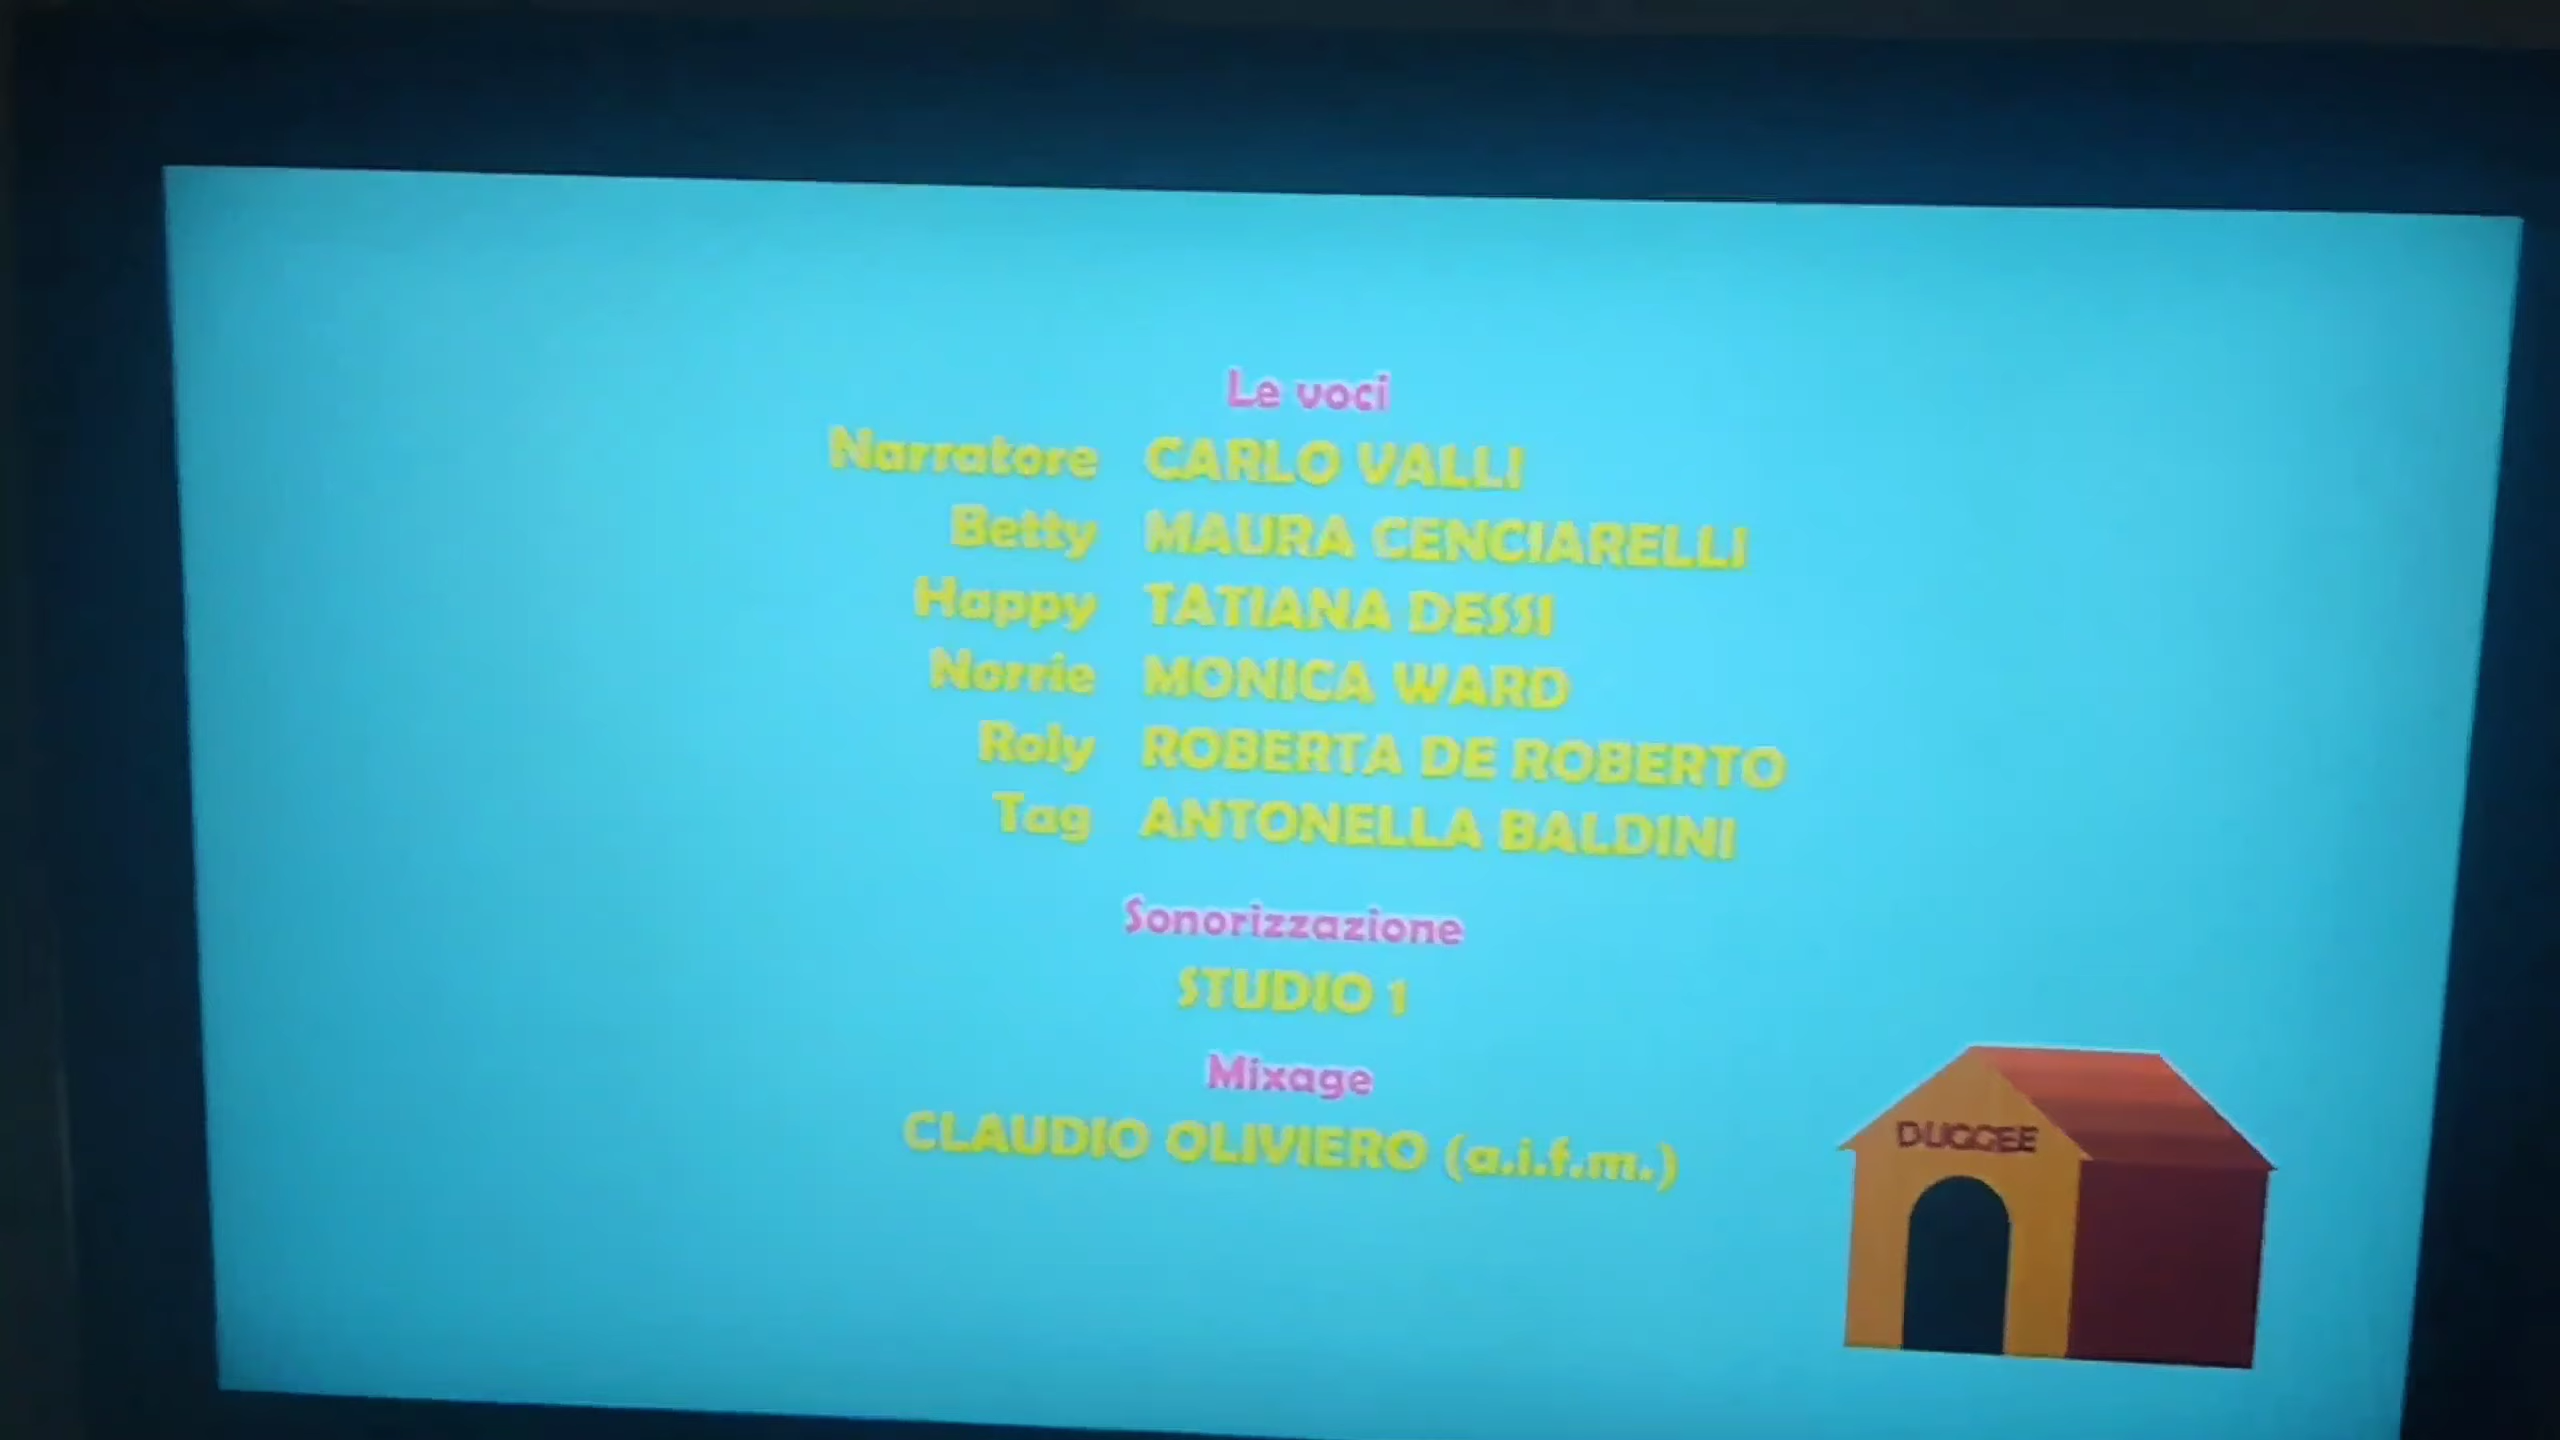 Le voci
Narratore CARLO VALLI
Betty MAURA CENCIARELLI
Happy TATIANA DESSI
Norrie MONICA WARD
Roly ROBERTA DE ROBERTO
Tag ANTONELLA BALDINI
Sonorizzazione
STUDIO 1
Mixage
CLAUDIO OLIVIERO (a.i.f.m.)
DUGGEE